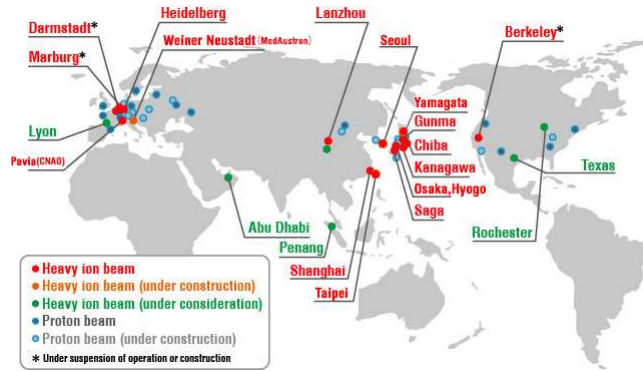 Heidelberg
Lanzhou
Darmstadt*
Weiner Neustadt(MedAustron)
Seoul
Berkeley*
Marburg*
Yamagata
Gunma
Lyon
Chiba
Pavia(CNAO)
Kanagawa
Texas
Osaka,Hyogo
Abu Dhabi
Saga
Penang
Rochester
Shanghai
Taipei
Heavy ion beam
Heavy ion beam (under construction)
Heavy ion beam (under consideration)
Proton beam
Proton beam (under construction)
* Under suspension of operation or construction